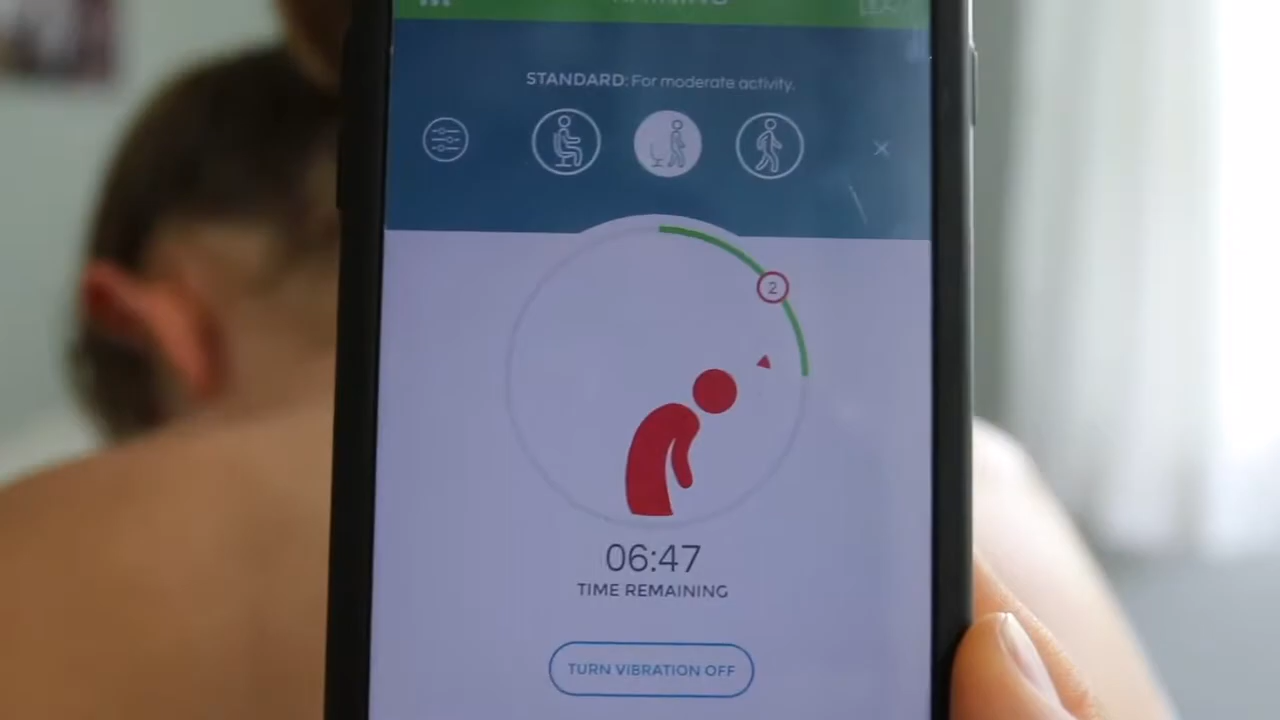 STANDARD: For moderate activity.
2
06:47
TIME REMAINING
TURN VIBRATION OFF